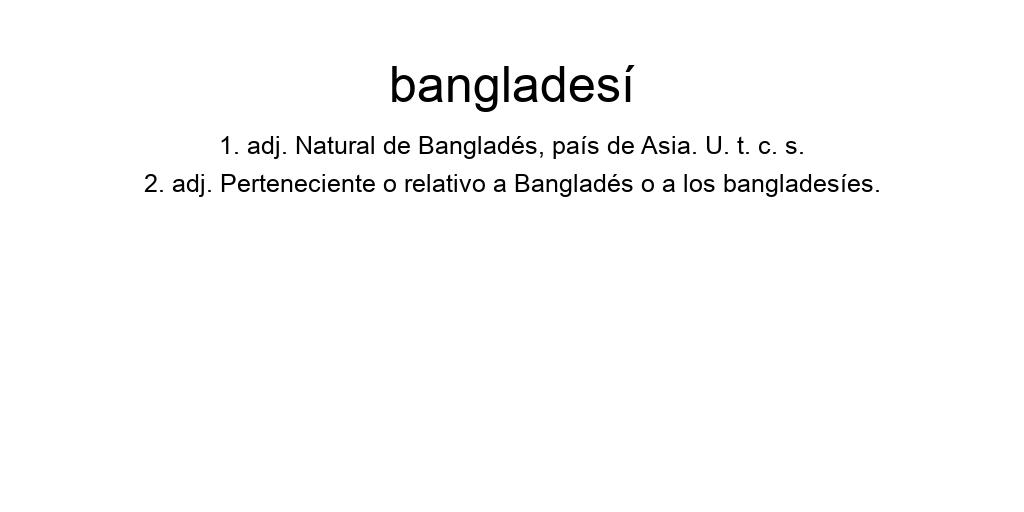 bangladesí
1. adj. Natural de Bangladés, país de Asia. U. t. c. s.
2. adj. Perteneciente o relativo a Bangladés o a los bangladesíes.